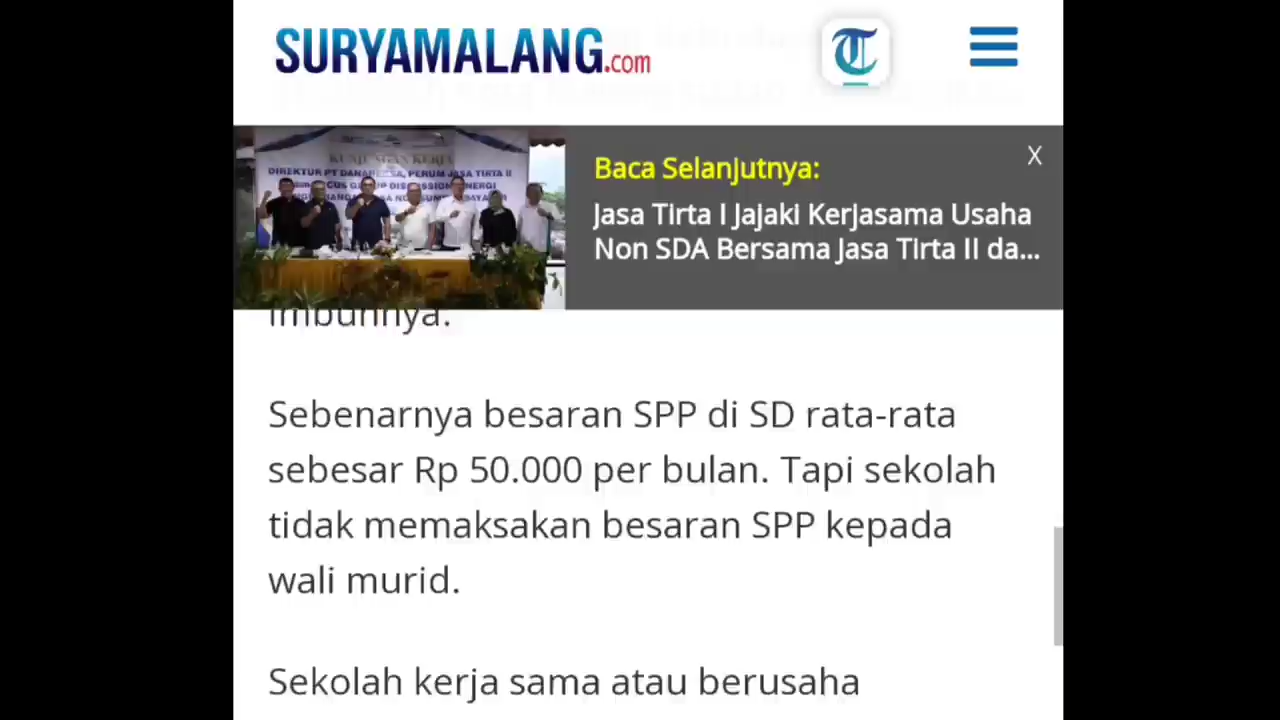 SURYAMALANG.com
KUNJUNGAN KERJA
Baca Selanjutnya:
X
Jasa Tirta I Jajaki Kerjasama Usaha
Non SDA Bersama Jasa Tirta II da...
imbuhnya.
Sebenarnya besaran SPP di SD rata-rata
sebesar Rp 50.000 per bulan. Tapi sekolah
tidak memaksakan besaran SPP kepada
wali murid.
Sekolah kerja sama atau berusaha